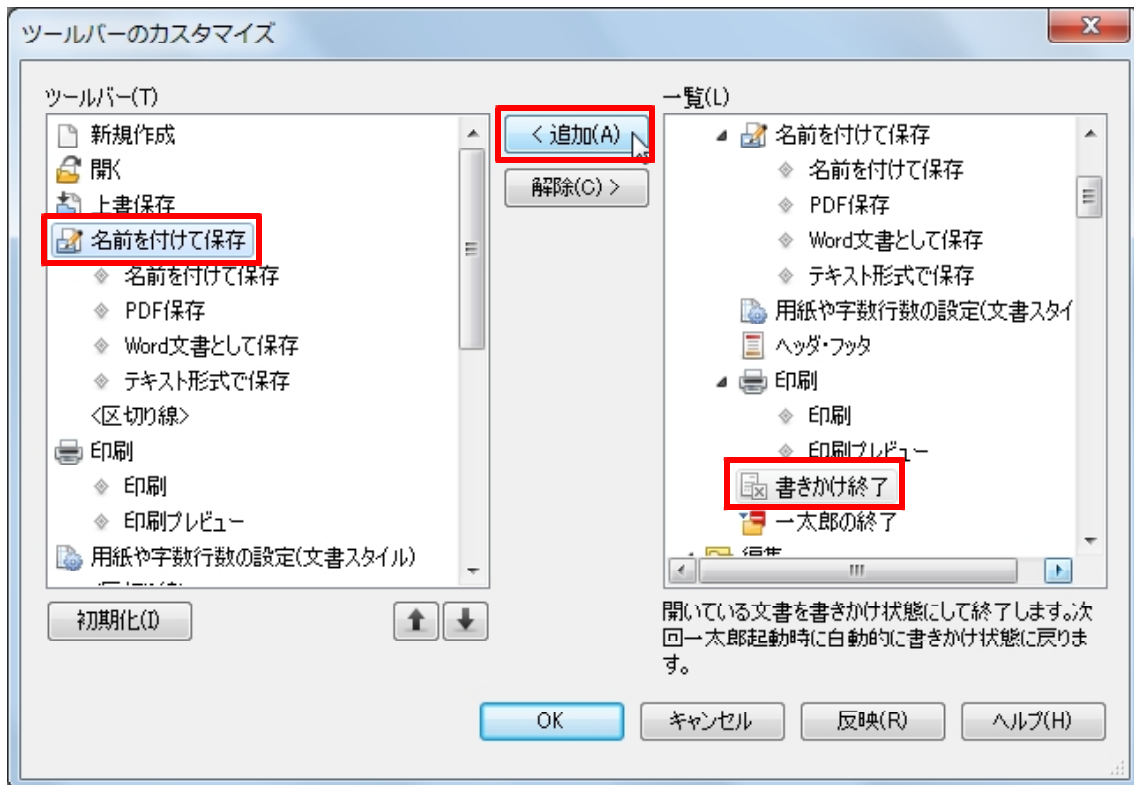 ツールバーのカスタマイズ
ツールバー(T)
新規作成
開く
上書保存
名前を付けて保存
名前を付けて保存
PDF保存
Word文書として保存
テキスト形式で保存
<区切り線>
印刷
印刷
印刷プレビュー
用紙や字数行数の設定(文書スタイル)
初期化(I)
< 追加(A)
解除(C) >
一覧(L)
名前を付けて保存
名前を付けて保存
PDF保存
Word文書として保存
テキスト形式で保存
用紙や字数行数の設定(文書スタイ
ヘッダ・フッタ
印刷
印刷
印刷プレビュー
書きかけ終了
一太郎の終了
編集
開いている文書を書きかけ状態にして終了します。次
回一太郎起動時に自動的に書きかけ状態に戻りま
す。
OK
キャンセル
反映(R)
ヘルプ(H)